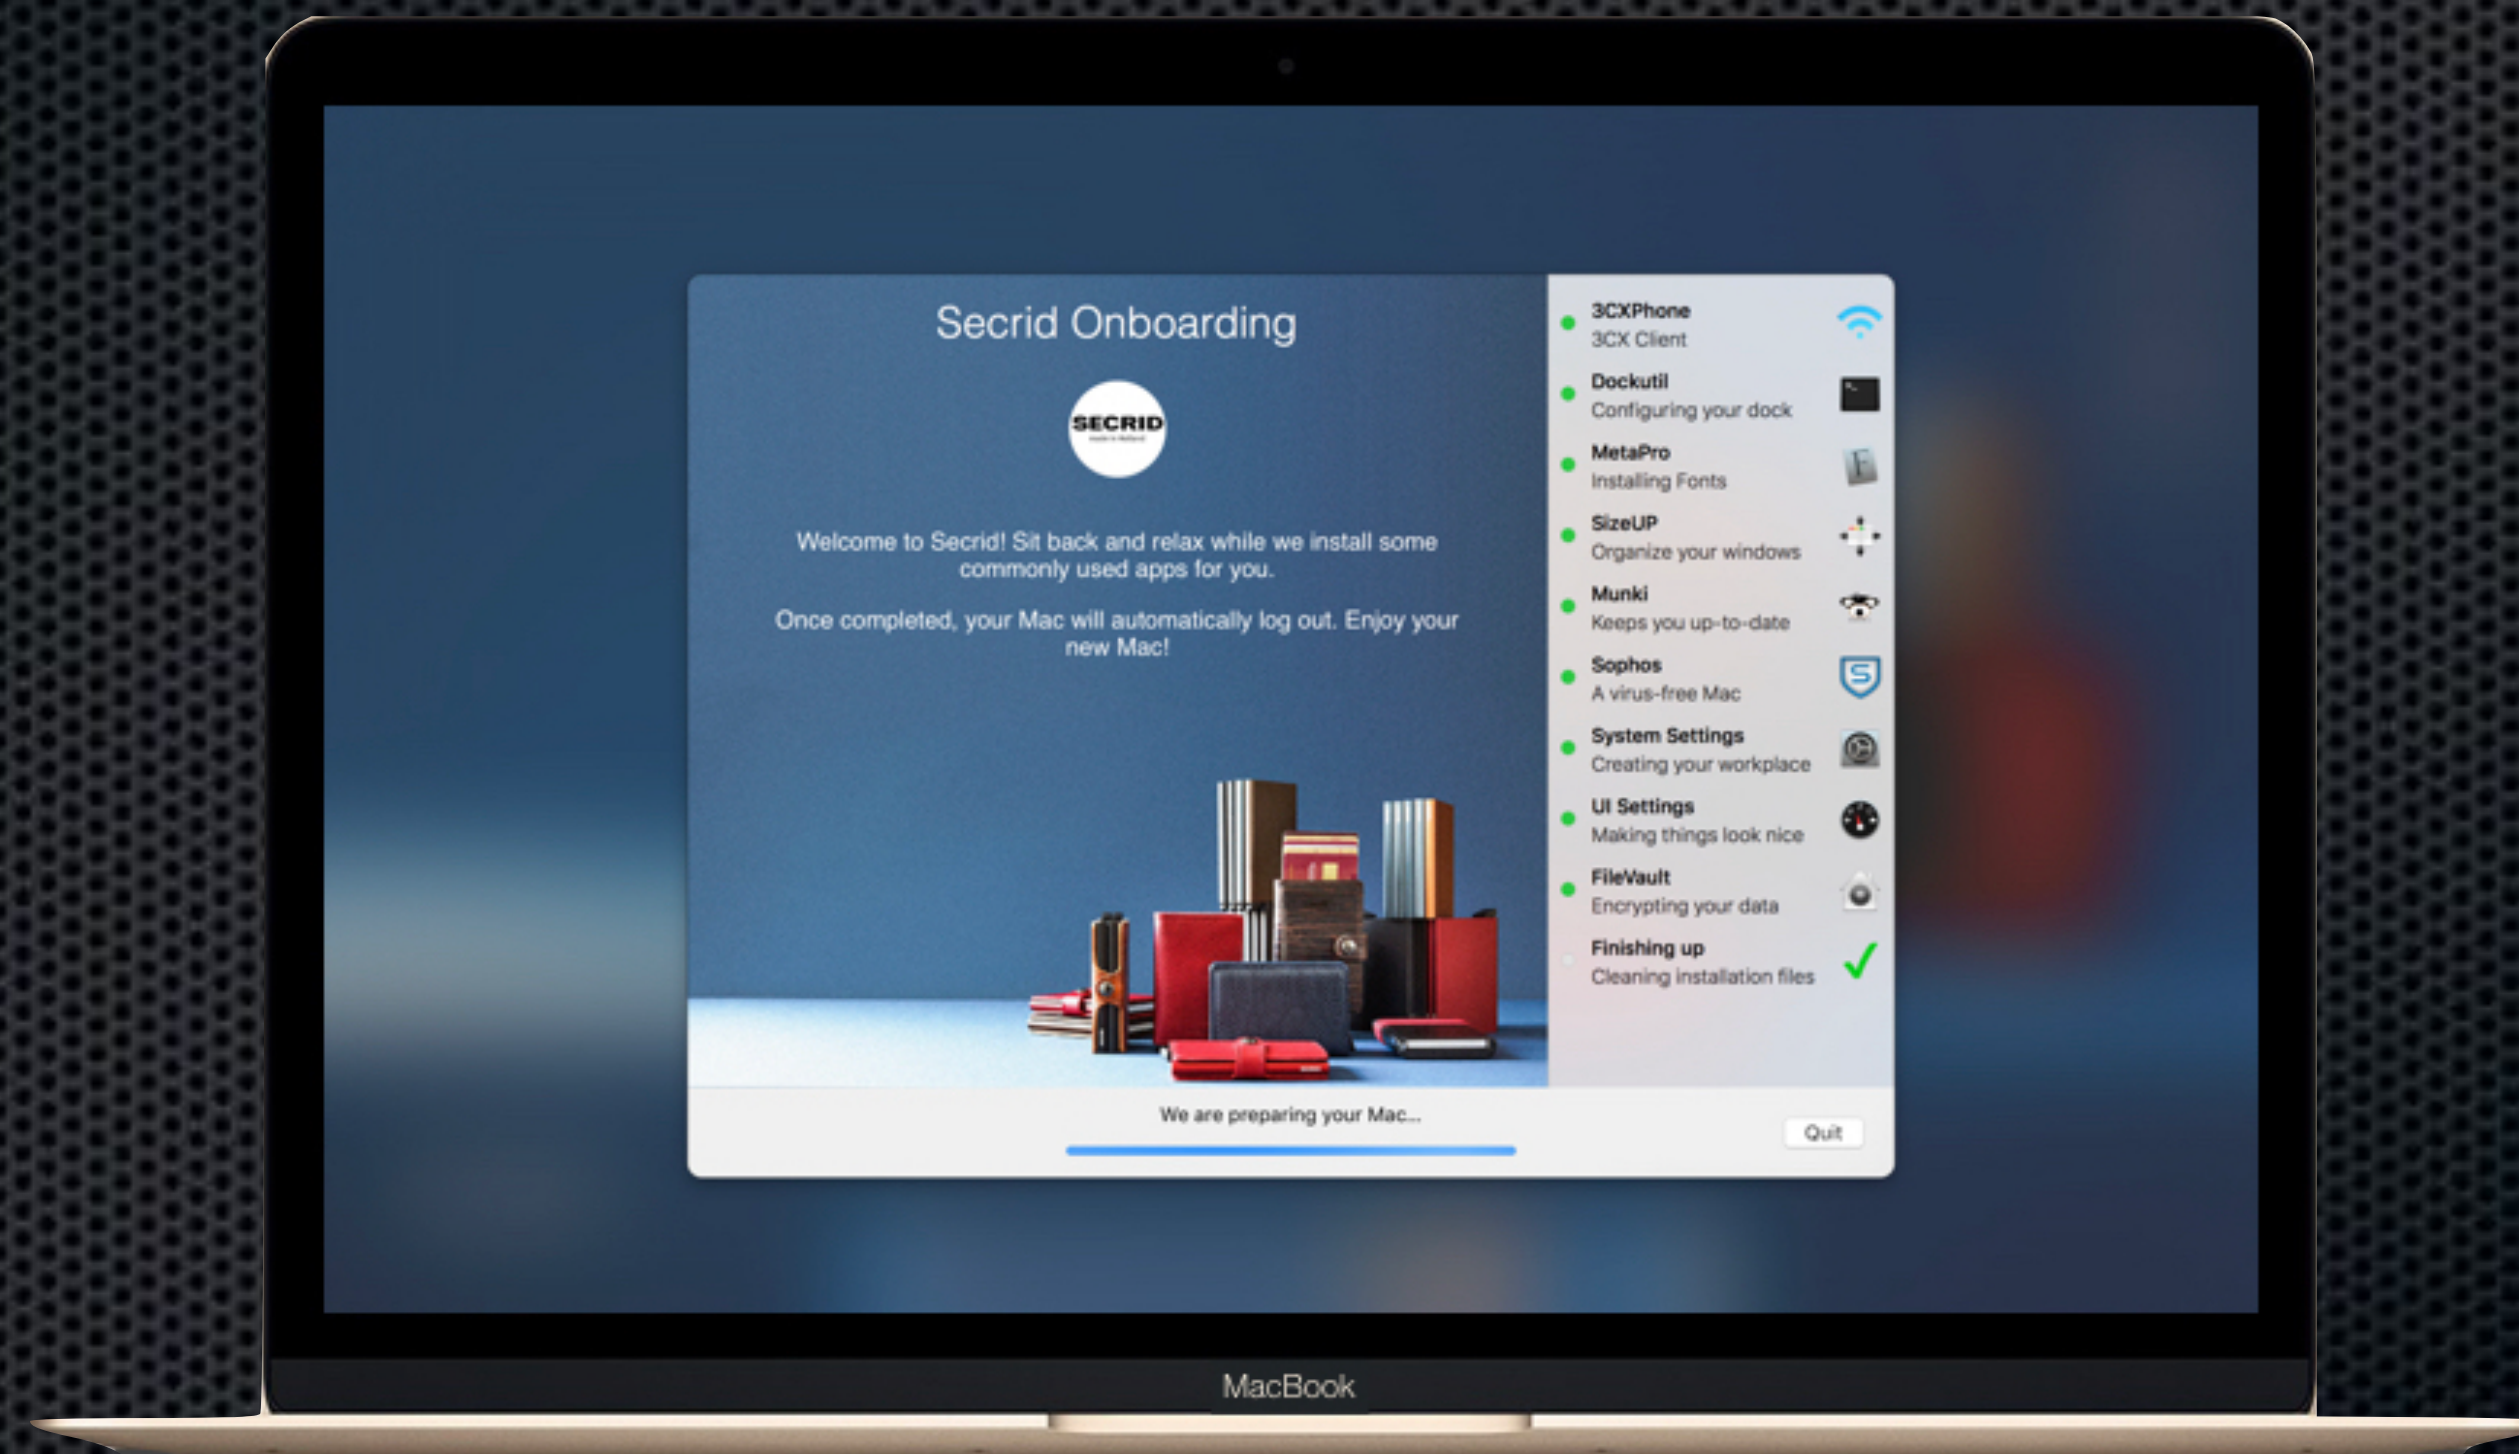 Secrid Onboarding
SECRID
Welcome to Secrid! Sit back and relax while we install some
commonly used apps for you.
Once completed, your Mac will automatically log out. Enjoy your
new Mac!
3CXPhone
3CX Client
Dockutil
Configuring your dock
MetaPro
Installing Fonts
SizeUP
Organize your windows
Munki
Keeps you up-to-date
Sophos
A virus-free Mac
System Settings
Creating your workplace
UI Settings
Making things look nice
FileVault
Encrypting your data
Finishing up
Cleaning installation files
We are preparing your Mac...
Quit
MacBook